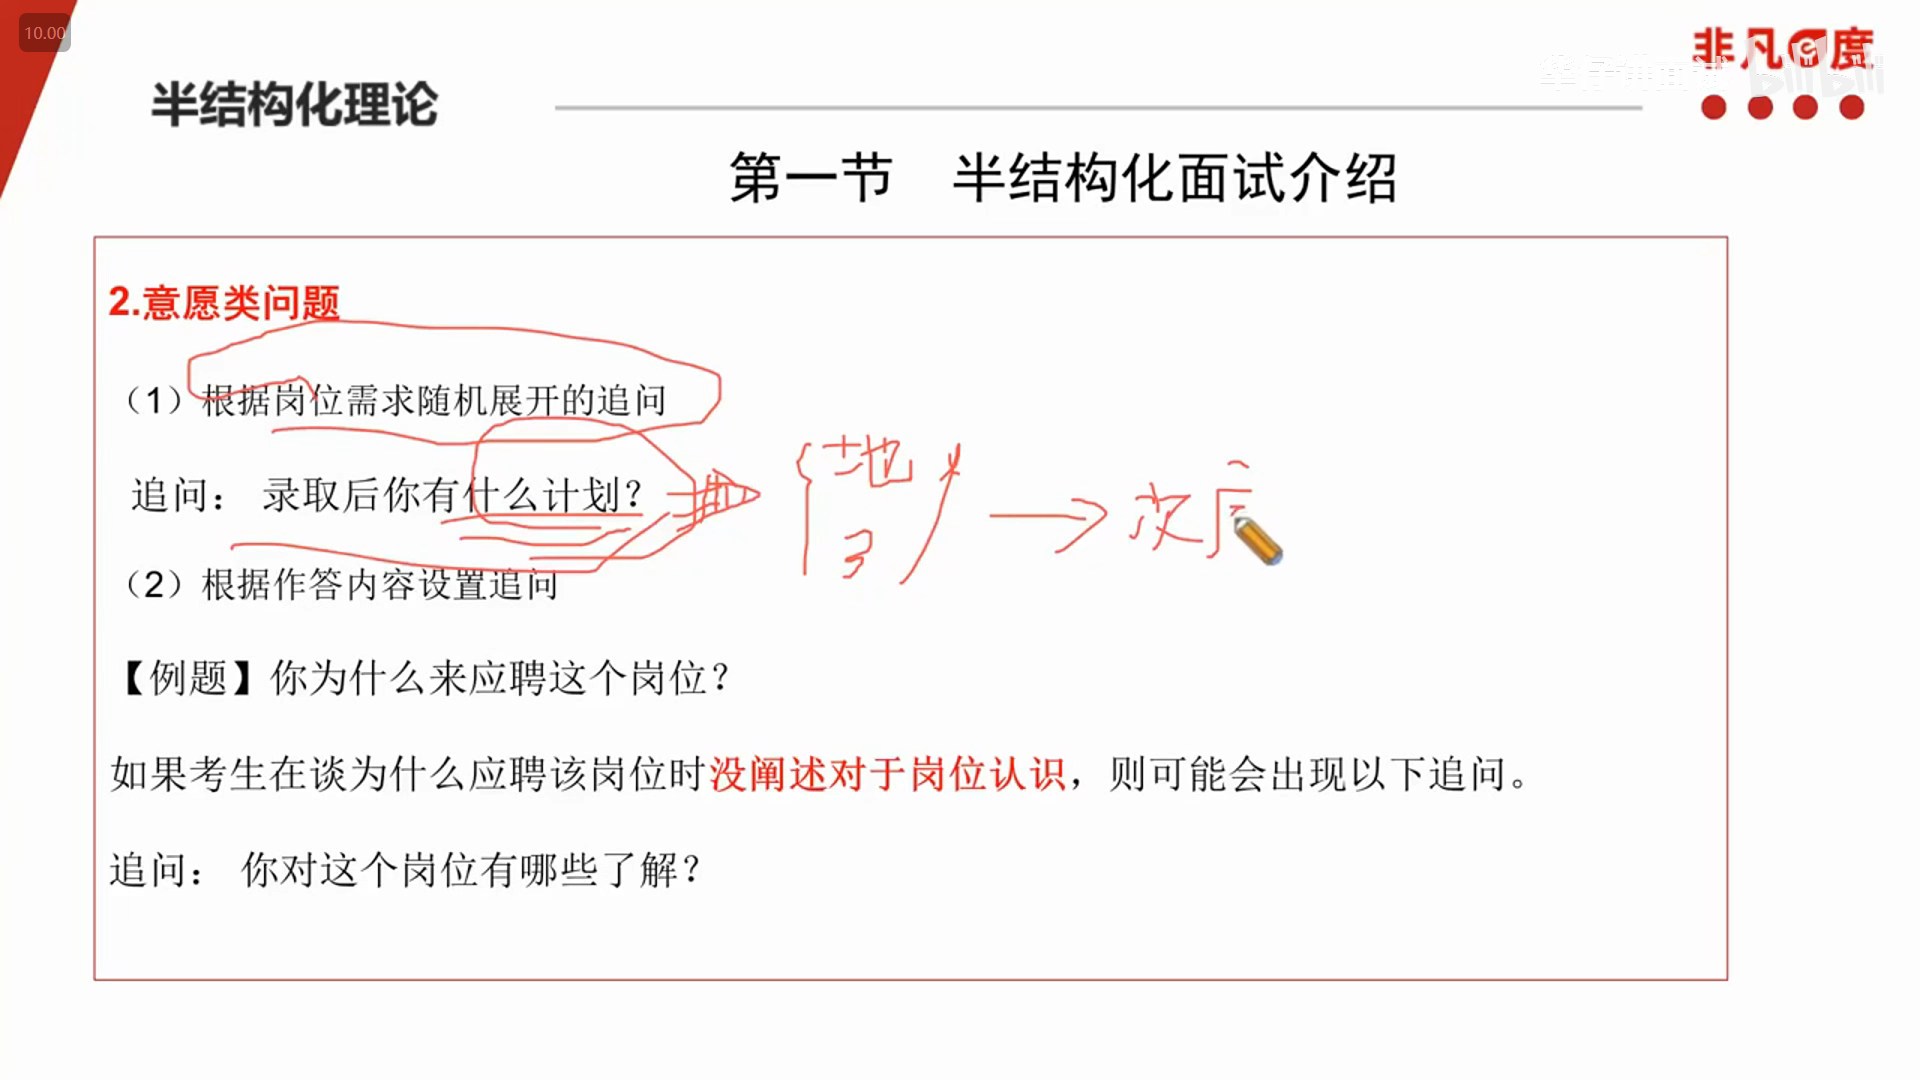 10.00
非凡e度
半结构化理论
bilibili
第一节 半结构化面试介绍
2.意愿类问题
（1）根据岗位需求随机展开的追问
地
追问： 录取后你有什么计划？
3
（2）根据作答内容设置追问
【例题】你为什么来应聘这个岗位？
如果考生在谈为什么应聘该岗位时没阐述对于岗位认识，则可能会出现以下追问。
追问： 你对这个岗位有哪些了解？